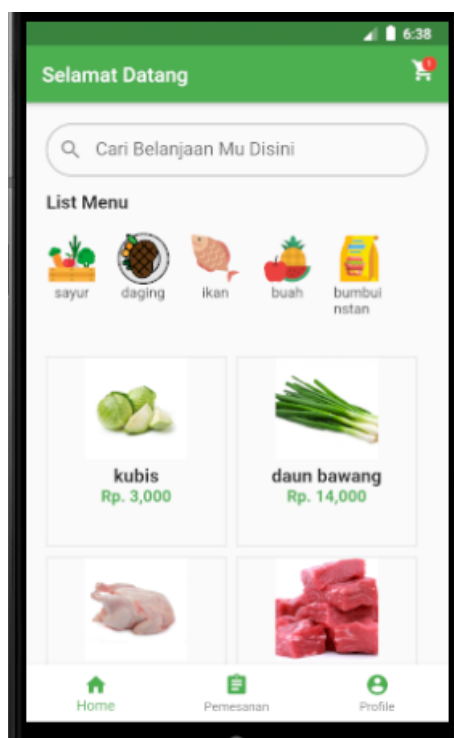 6:38
Selamat Datang
1
Cari Belanjaan Mu Disini
List Menu
sayur daging ikan buah bumbui
nstan
kubis daun bawang
Rp. 3,000 Rp. 14,000
Home Pemesanan Profile